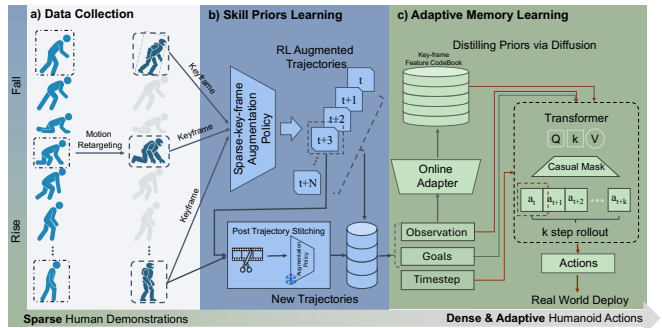 a) Data Collection
Fall
Rise
Motion
Retargeting
Keyframe
Keyframe
Keyframe
b) Skill Priors Learning
RL Augmented
Trajectories
Sparse-key-frame
Augmentation
Policy
t
t+1
t+2
t+3
t+N
Post Trajectory Stitching
Augmentation
Policy
New Trajectories
c) Adaptive Memory Learning
Distilling Priors via Diffusion
Key-frame
Feature CodeBook
Online
Adapter
Observation
Goals
Timestep
Transformer
Q k V
Casual Mask
at at+1 at+2 at+k
k step rollout
Actions
Real World Deploy
Sparse Human Demonstrations
Dense & Adaptive Humanoid Actions